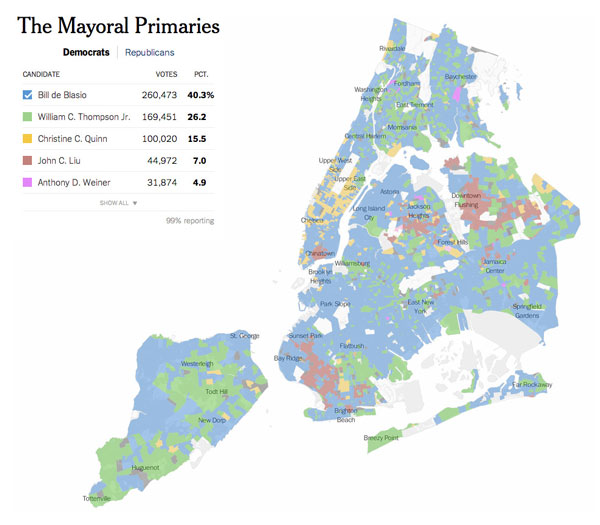 The Mayoral Primaries
Democrats Republicans
CANDIDATE VOTES PCT.
Bill de Blasio 260,473 40.3%
William C. Thompson Jr. 169,451 26.2
Christine C. Quinn 100,020 15.5
John C. Liu 44,972 7.0
Anthony D. Weiner 31,874 4.9
SHOW ALL
99% reporting
Riverdale
Baychester
Fordham
Washington
Heights
East Tremont
Morrisania
Central Harlem
Upper West
Side
Upper East
Side
Astoria
Downtown
Flushing
Long Island
City
Jackson
Heights
Chelsea
Forest Hills
Chinatown
Williamsburg
Jamaica
Center
Brooklyn
Heights
Park Slope
East New
York
Springfield
Gardens
St. George
Sunset Park
Flatbush
Bay Ridge
Westerleigh
Todt Hill
Far Rockaway
New Dorp
Brighton
Beach
Breezy Point
Huguenot
Tottenville